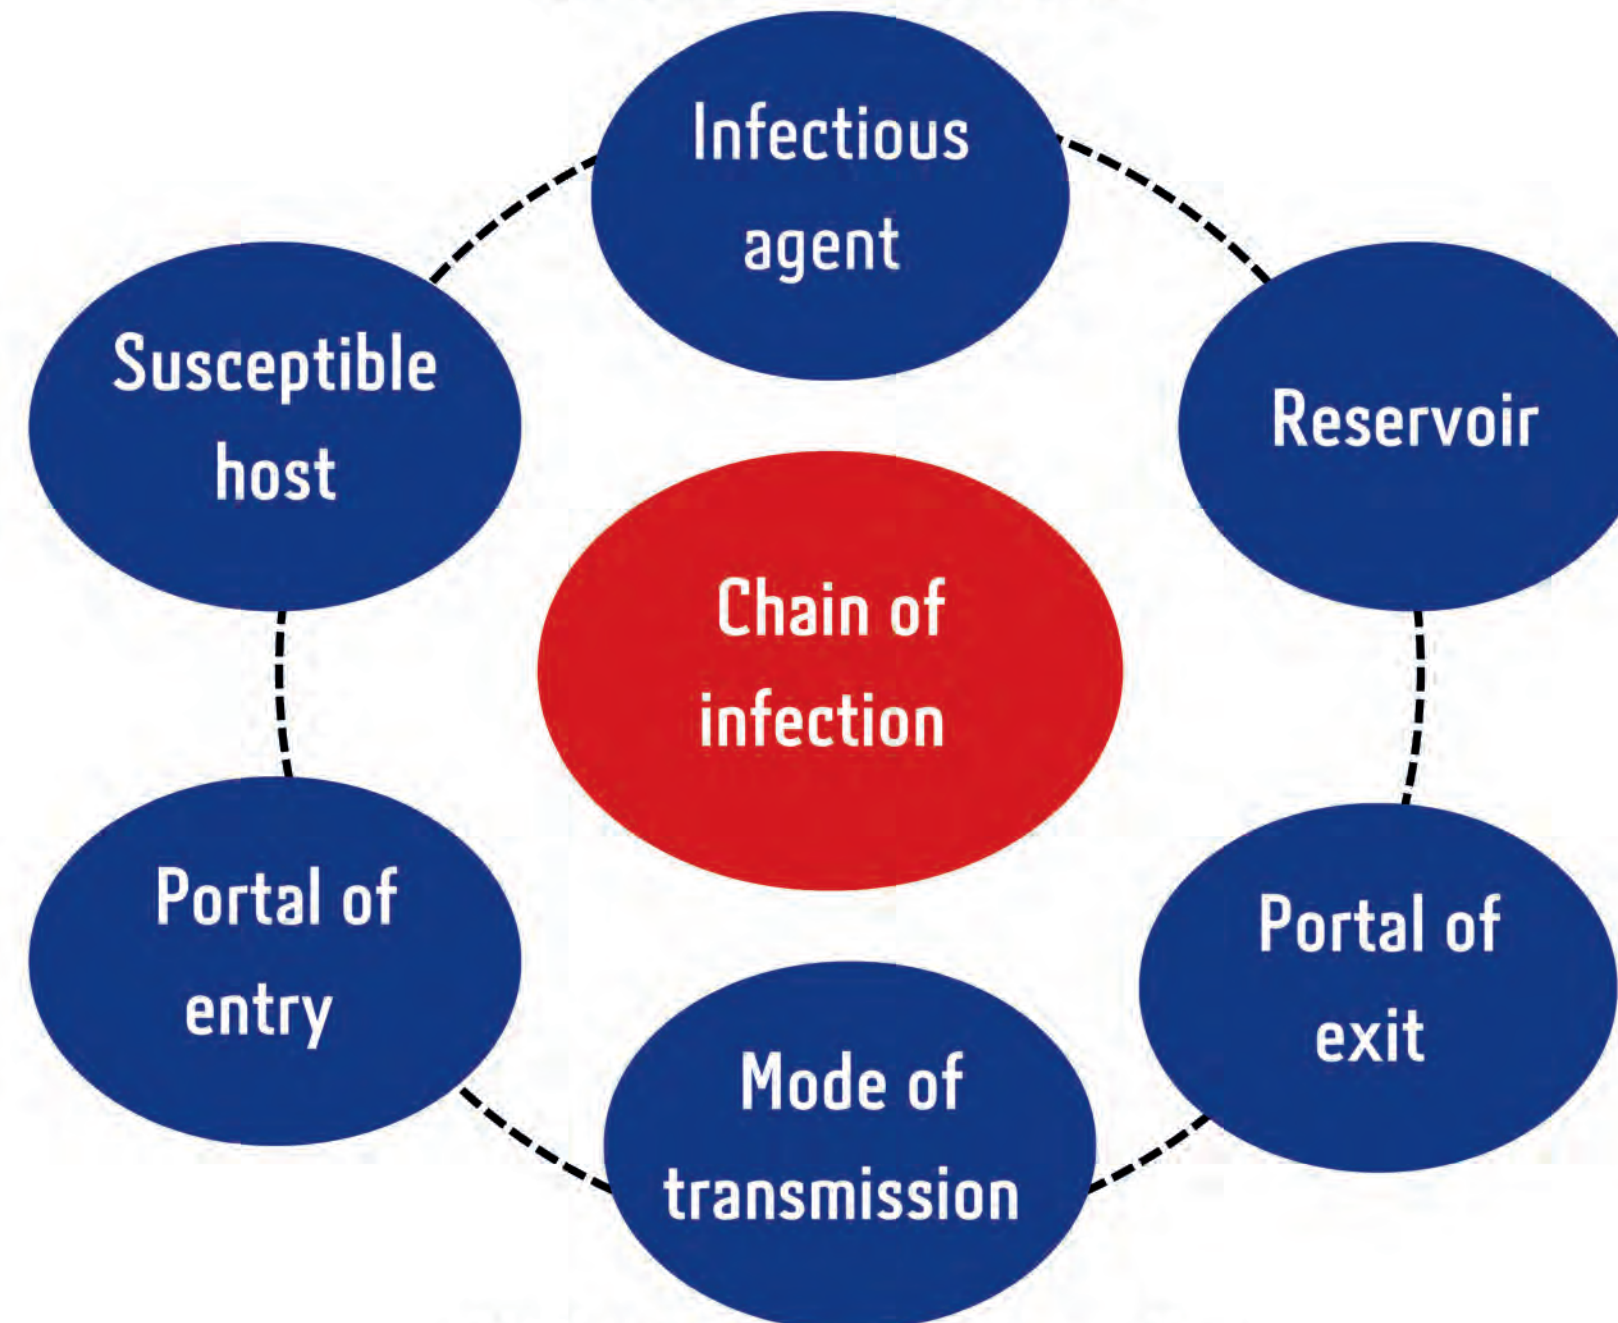 Infectious
agent
Susceptible
host
Reservoir
Chain of
infection
Portal of
entry
Portal of
exit
Mode of
transmission